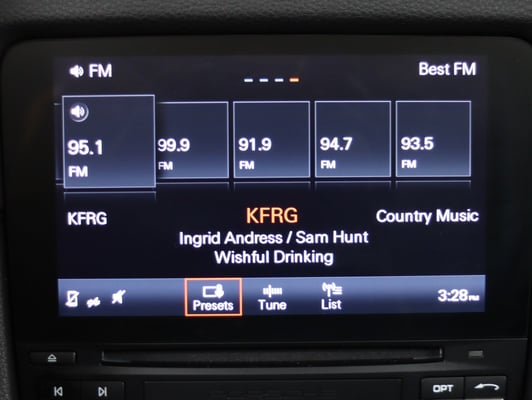 FM
Best FM
95.1
FM
99.9
FM
91.9
FM
94.7
FM
93.5
FM
KFRG
KFRG
Country Music
Ingrid Andress / Sam Hunt
Wishful Drinking
Presets
Tune
List
3:28PM
OPT